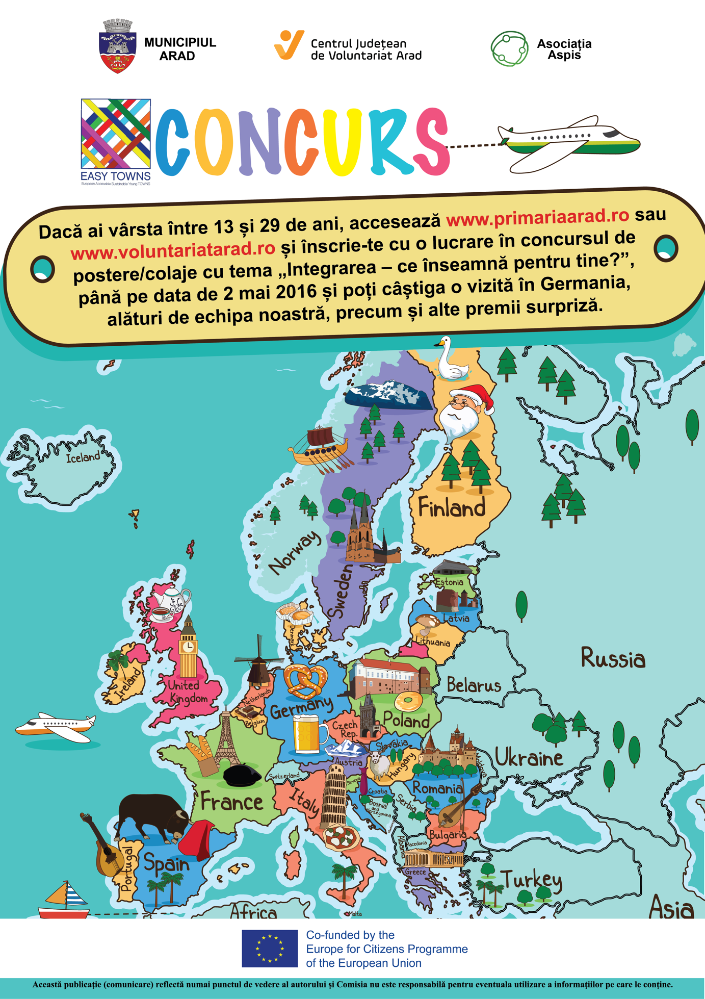 MUNICIPIUL
ARAD
Centrul Județean
de Voluntariat Arad
Asociația
Aspis
EASY TOWNS
European Accessible Sustainable Young TOWNS
CONCURS
Dacă ai vârsta între 13 și 29 de ani, accesează www.primariaarad.ro sau
www.voluntariatarad.ro și înscrie-te cu o lucrare în concursul de
postere/colaje cu tema „Integrarea – ce înseamnă pentru tine?”,
până pe data de 2 mai 2016 și poți câștiga o vizită în Germania,
alături de echipa noastră, precum și alte premii surpriză.
Iceland
Finland
Norway
Sweden
Estonia
Latvia
Denmark
Lithuania
Russia
Ireland
United
Kingdom
Netherlands
Belarus
Germany
Belgium
Poland
Czech
Rep.
Slovakia
Ukraine
Moldova
Austria
Hungary
Switzerland
Slovenia
Romania
Croatia
France
Italy
Bosnia
and
Herzegovina
Serbia
Bulgaria
Albania
Macedonia
Portugal
Spain
Greece
Turkey
Africa
Malta
Asia
Co-funded by the
Europe for Citizens Programme
of the European Union
Această publicație (comunicare) reflectă numai punctul de vedere al autorului și Comisia nu este responsabilă pentru eventuala utilizare a informațiilor pe care le conține.